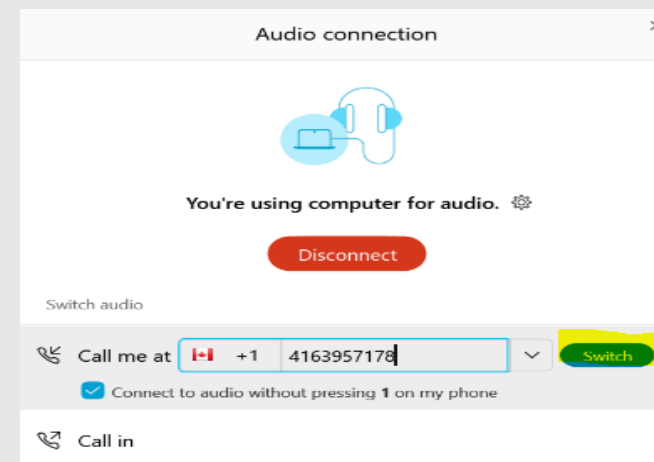 Audio connection
You're using computer for audio.
Disconnect
Switch audio
Call me at +1 4163957178 Switch
Connect to audio without pressing 1 on my phone
Call in